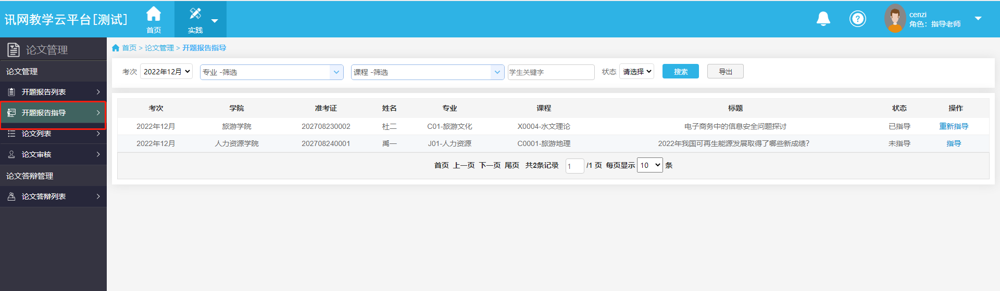 讯网教学云平台[测试]
首页
实践
cenzi
角色：指导老师
论文管理
论文管理
开题报告列表
开题报告指导
论文列表
论文审核
论文答辩管理
论文答辩列表
首页 > 论文管理 > 开题报告指导
考次 2022年12月 专业 -筛选 课程 -筛选 学生关键字 状态 请选择 搜索 导出
考次 学院 准考证 姓名 专业 课程 标题 状态 操作
2022年12月 旅游学院 202708230002 杜二 C01-旅游文化 X0004-水文理论 电子商务中的信息安全问题探讨 已指导 重新指导
2022年12月 人力资源学院 202708240001 禹一 J01-人力资源 C0001-旅游地理 2022年我国可再生能源发展取得了哪些新成绩? 未指导 指导
首页 上一页 下一页 尾页 共2条记录 1 /1 页 每页显示 10 条